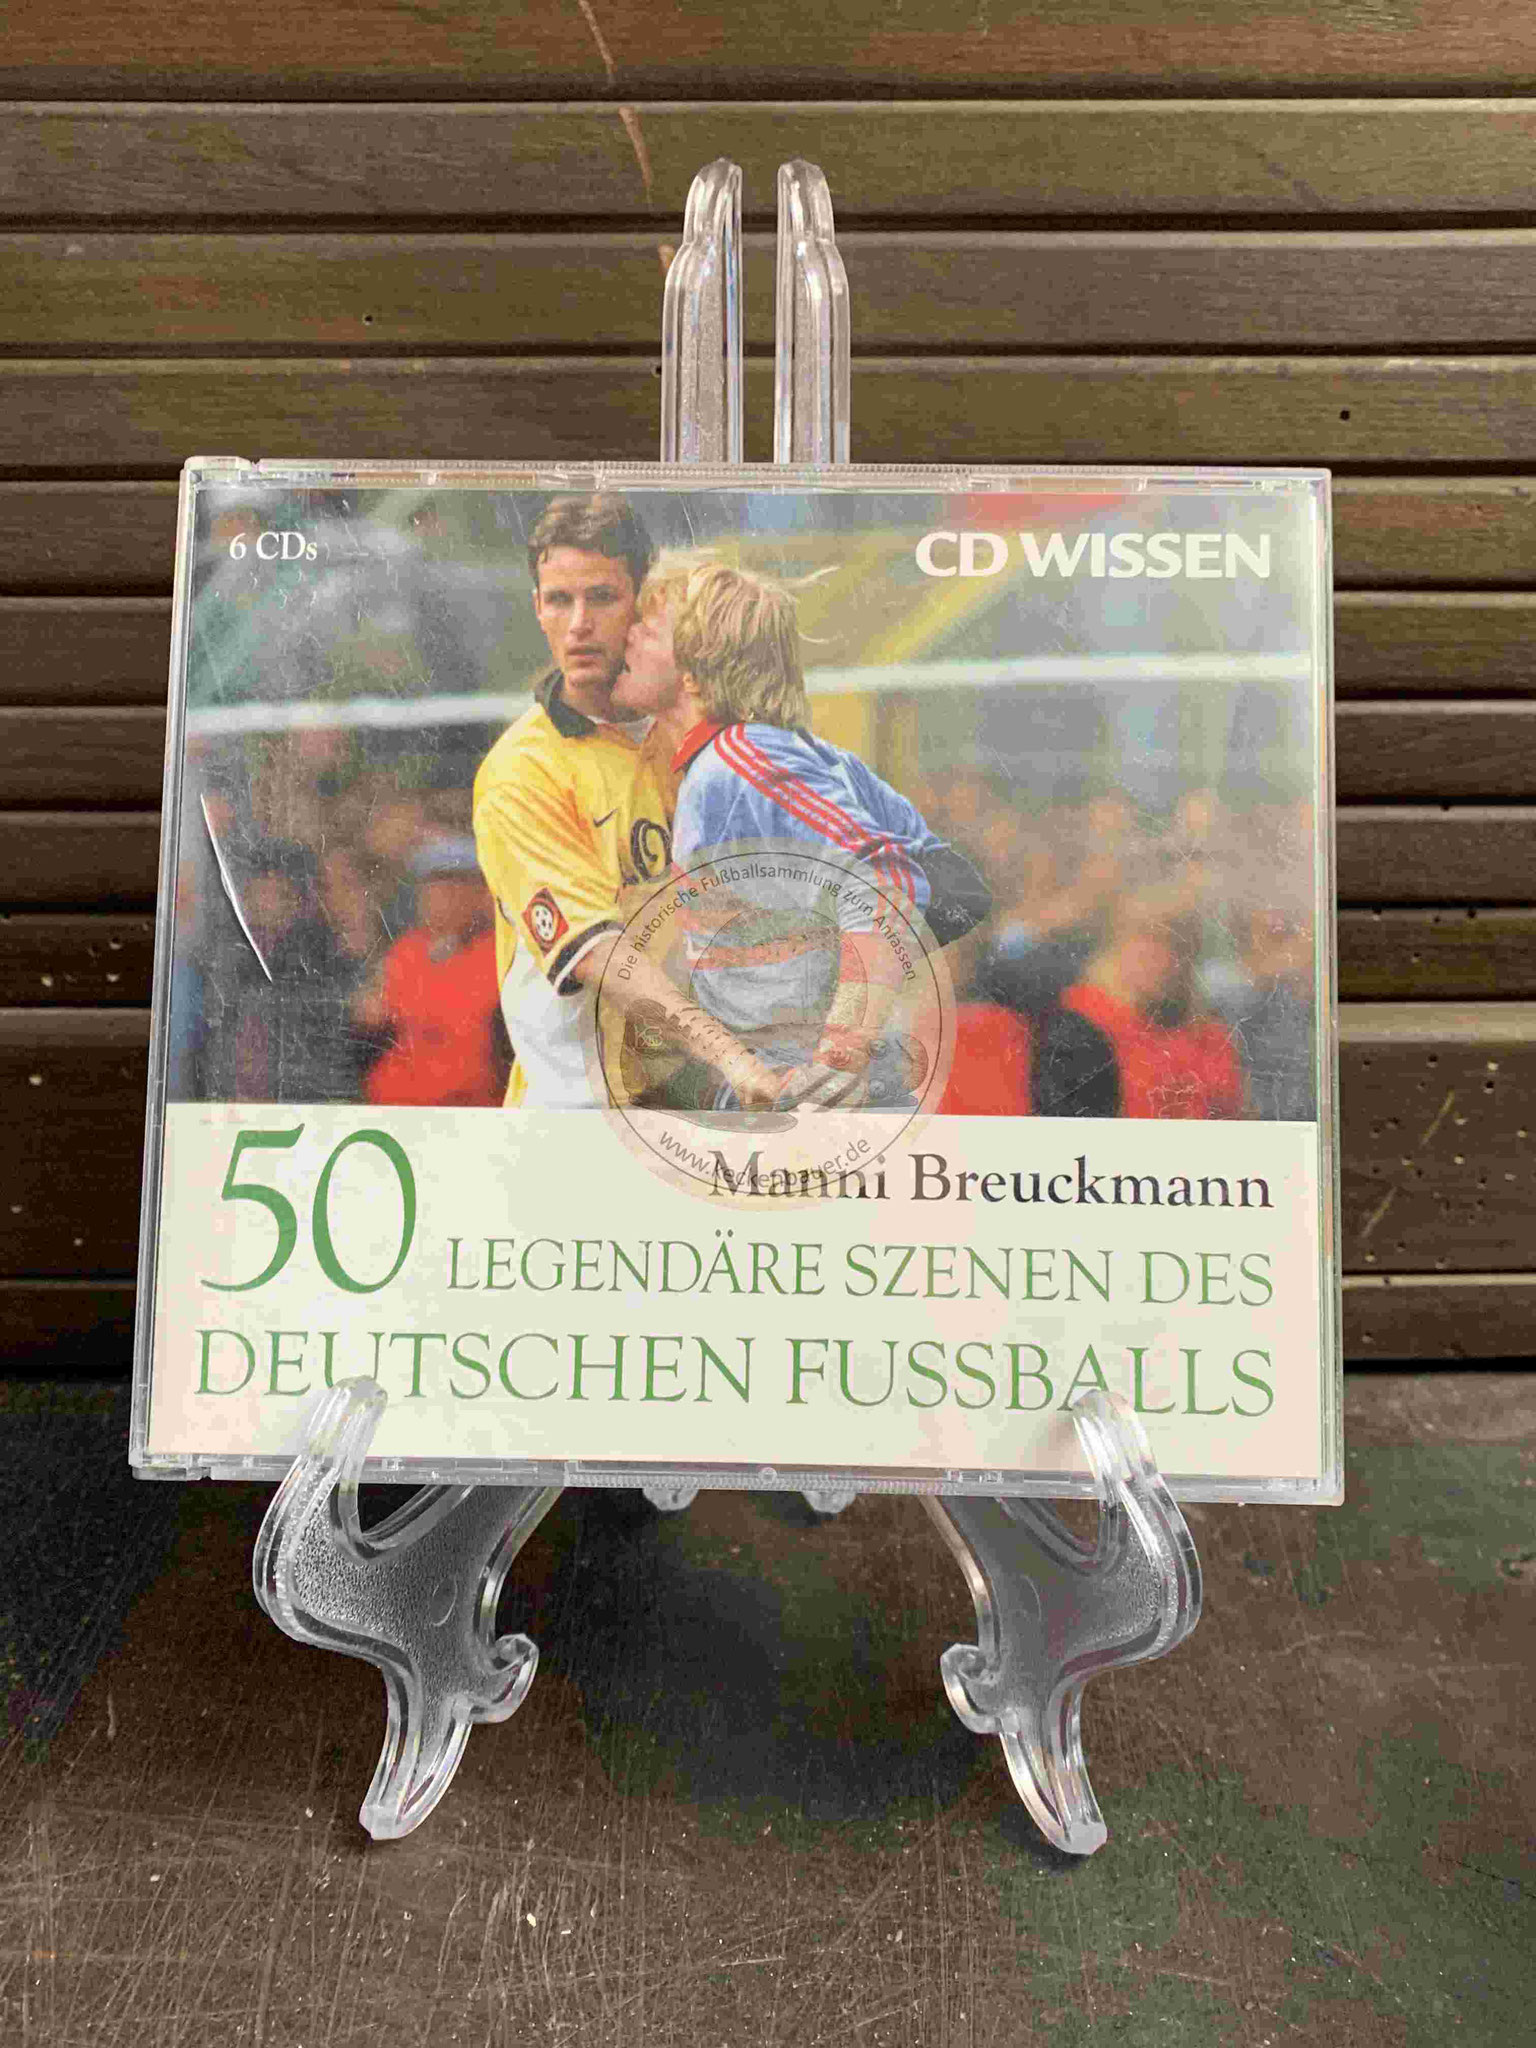 6 CDs
CD WISSEN
Die historische Fußballsammlung zum Anfassen
www.keckenbauer.de
Manni Breuckmann
50 LEGENDÄRE SZENEN DES
DEUTSCHEN FUSSBALLS